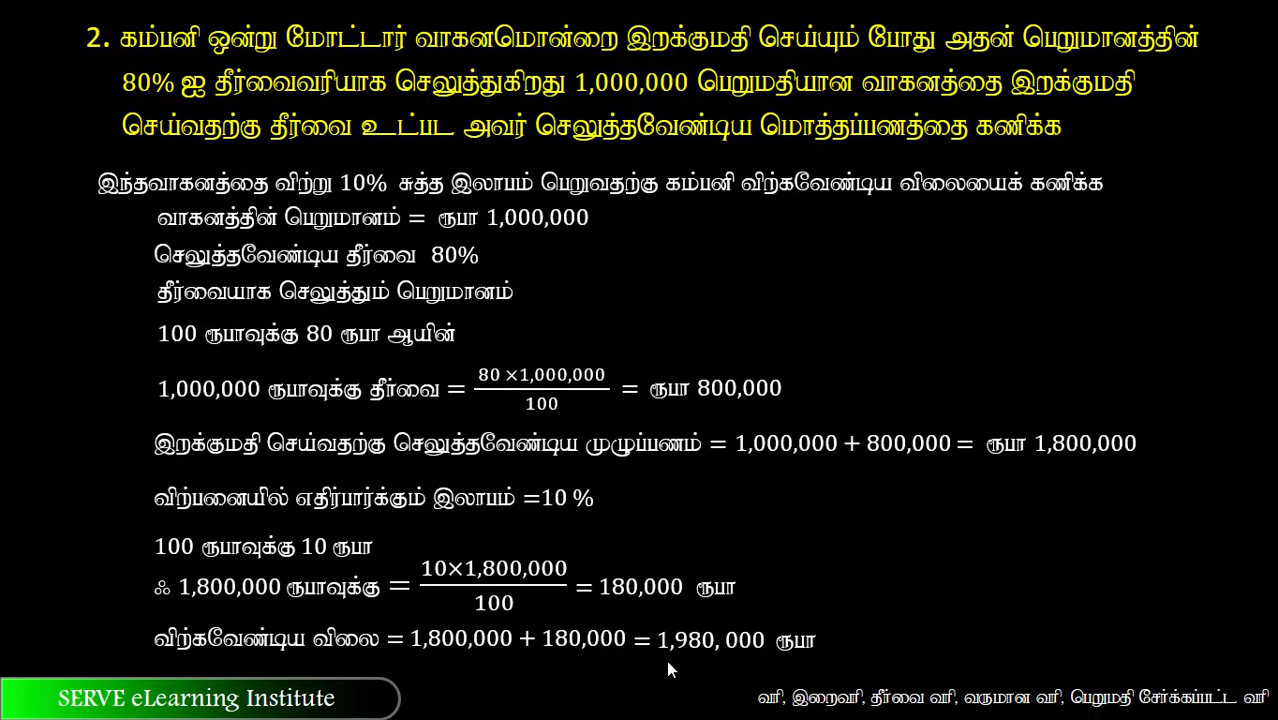 2. கம்பனி ஒன்று மோட்டார் வாகனமொன்றை இறக்குமதி செய்யும் போது அதன் பெறுமானத்தின்
80% ஐ தீர்வைவரியாக செலுத்துகிறது 1,000,000 பெறுமதியான வாகனத்தை இறக்குமதி
செய்வதற்கு தீர்வை உட்பட அவர் செலுத்தவேண்டிய மொத்தப்பணத்தை கணிக்க
இந்தவாகனத்தை விற்று 10% சுத்த இலாபம் பெறுவதற்கு கம்பனி விற்கவேண்டிய விலையைக் கணிக்க
வாகனத்தின் பெறுமானம் = ரூபா 1,000,000
செலுத்தவேண்டிய தீர்வை 80%
தீர்வையாக செலுத்தும் பெறுமானம்
100 ரூபாவுக்கு 80 ரூபா ஆயின்
1,000,000 ரூபாவுக்கு தீர்வை = 80 ×1,000,000 / 100 = ரூபா 800,000
இறக்குமதி செய்வதற்கு செலுத்தவேண்டிய முழுப்பணம் = 1,000,000 + 800,000 = ரூபா 1,800,000
விற்பனையில் எதிர்பார்க்கும் இலாபம் =10 %
100 ரூபாவுக்கு 10 ரூபா
ஃ 1,800,000 ரூபாவுக்கு = 10×1,800,000 / 100 = 180,000 ரூபா
விற்கவேண்டிய விலை = 1,800,000 + 180,000 = 1,980, 000 ரூபா
SERVE eLearning Institute
வரி, இறைவரி, தீர்வை வரி, வருமான வரி, பெறுமதி சேர்க்கப்பட்ட வரி